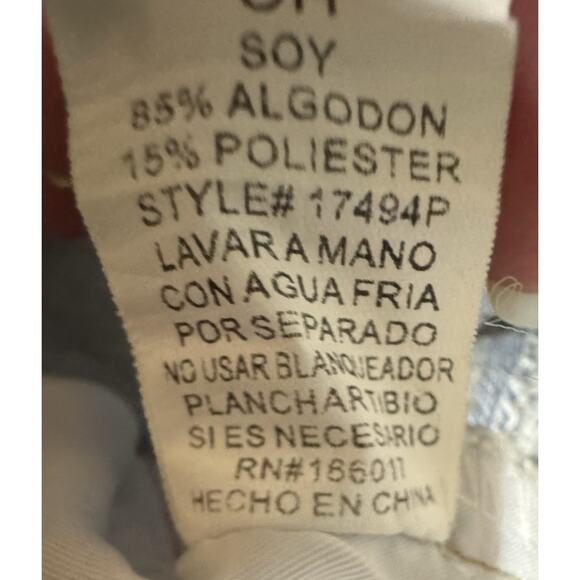 SOY
85% ALGODON
15% POLIESTER
STYLE# 17494P
LAVAR A MANO
CON AGUA FRIA
POR SEPARADO
NO USAR BLANQUEADOR
PLANCHAR TIBIO
SI ES NECESARIO
RN#166011
HECHO EN CHINA